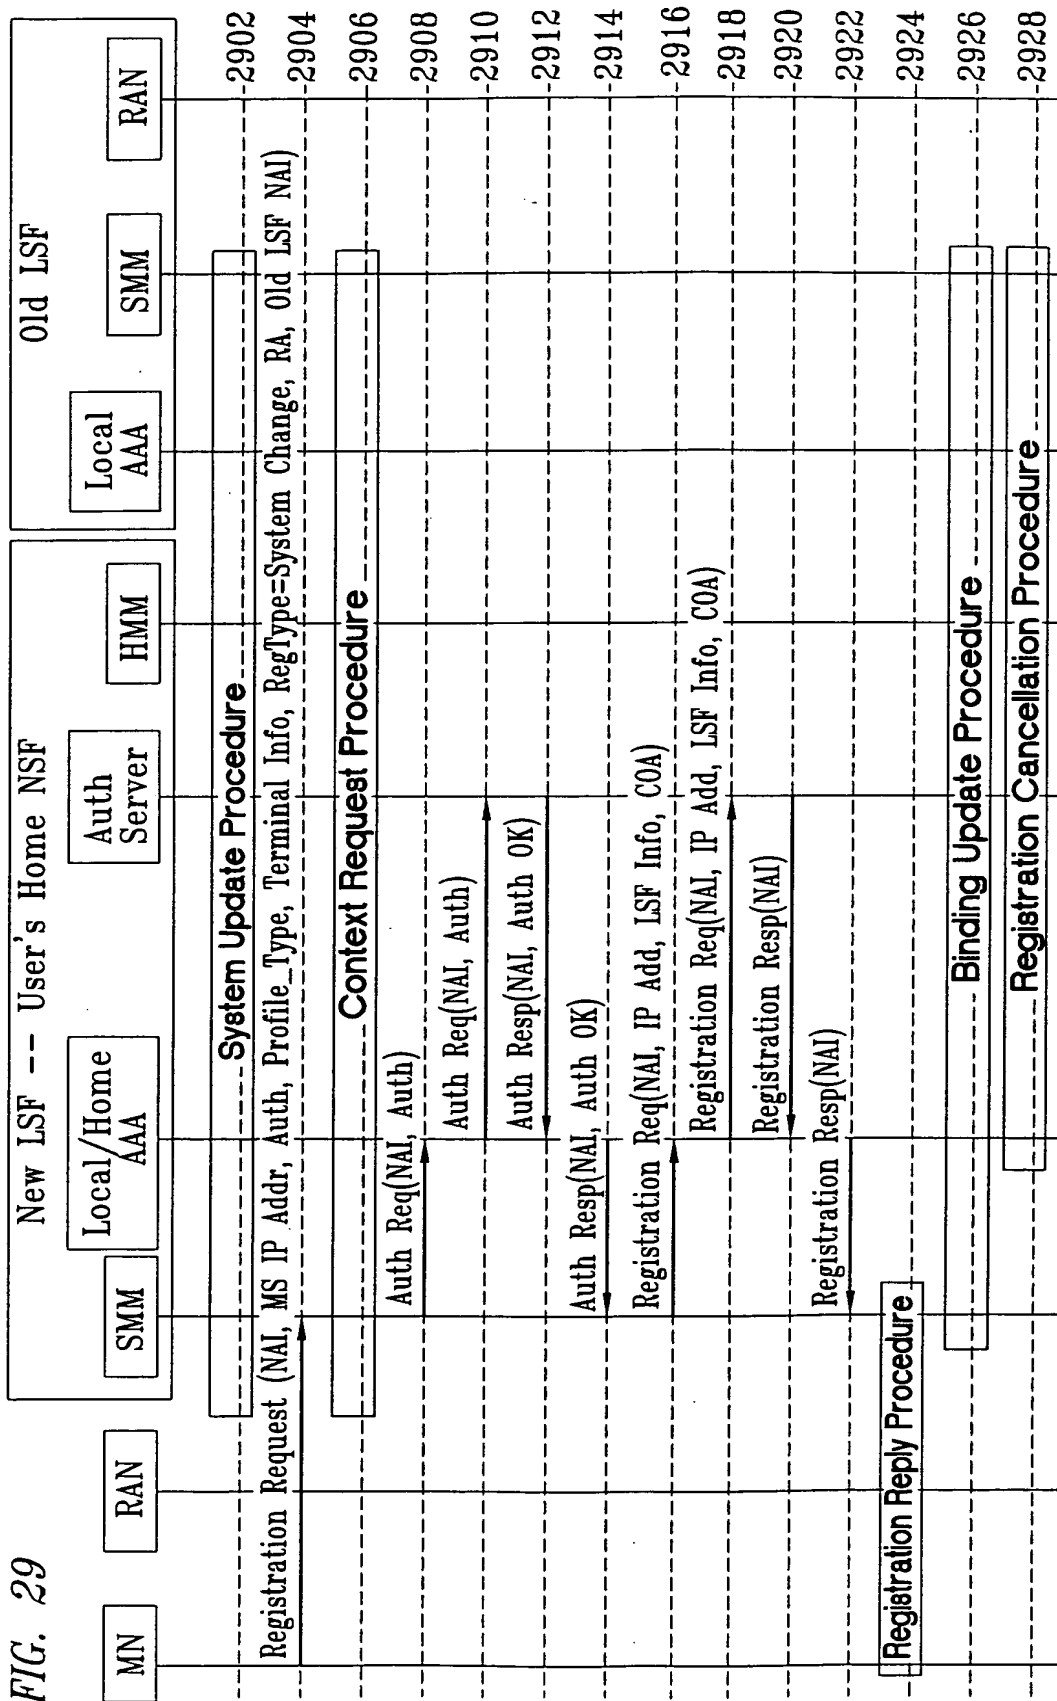 FIG. 29
New LSF -- User's Home NSF
Old LSF
MN
RAN
SMM
Local/Home
AAA
Auth
Server
HMM
Local
AAA
SMM
RAN
System Update Procedure
2902
Registration Request (NAI, MS IP Addr, Auth, Profile_Type, Terminal Info, RegType=System Change, RA, Old LSF NAI)
2904
Context Request Procedure
2906
Auth Req(NAI, Auth)
2908
Auth Req(NAI, Auth)
2910
Auth Resp(NAI, Auth OK)
2912
Auth Resp(NAI, Auth OK)
2914
Registration Req(NAI, IP Add, LSF Info, COA)
2916
Registration Req(NAI, IP Add, LSF Info, COA)
2918
Registration Resp(NAI)
2920
Registration Resp(NAI)
2922
Registration Reply Procedure
2924
Binding Update Procedure
2926
Registration Cancellation Procedure
2928